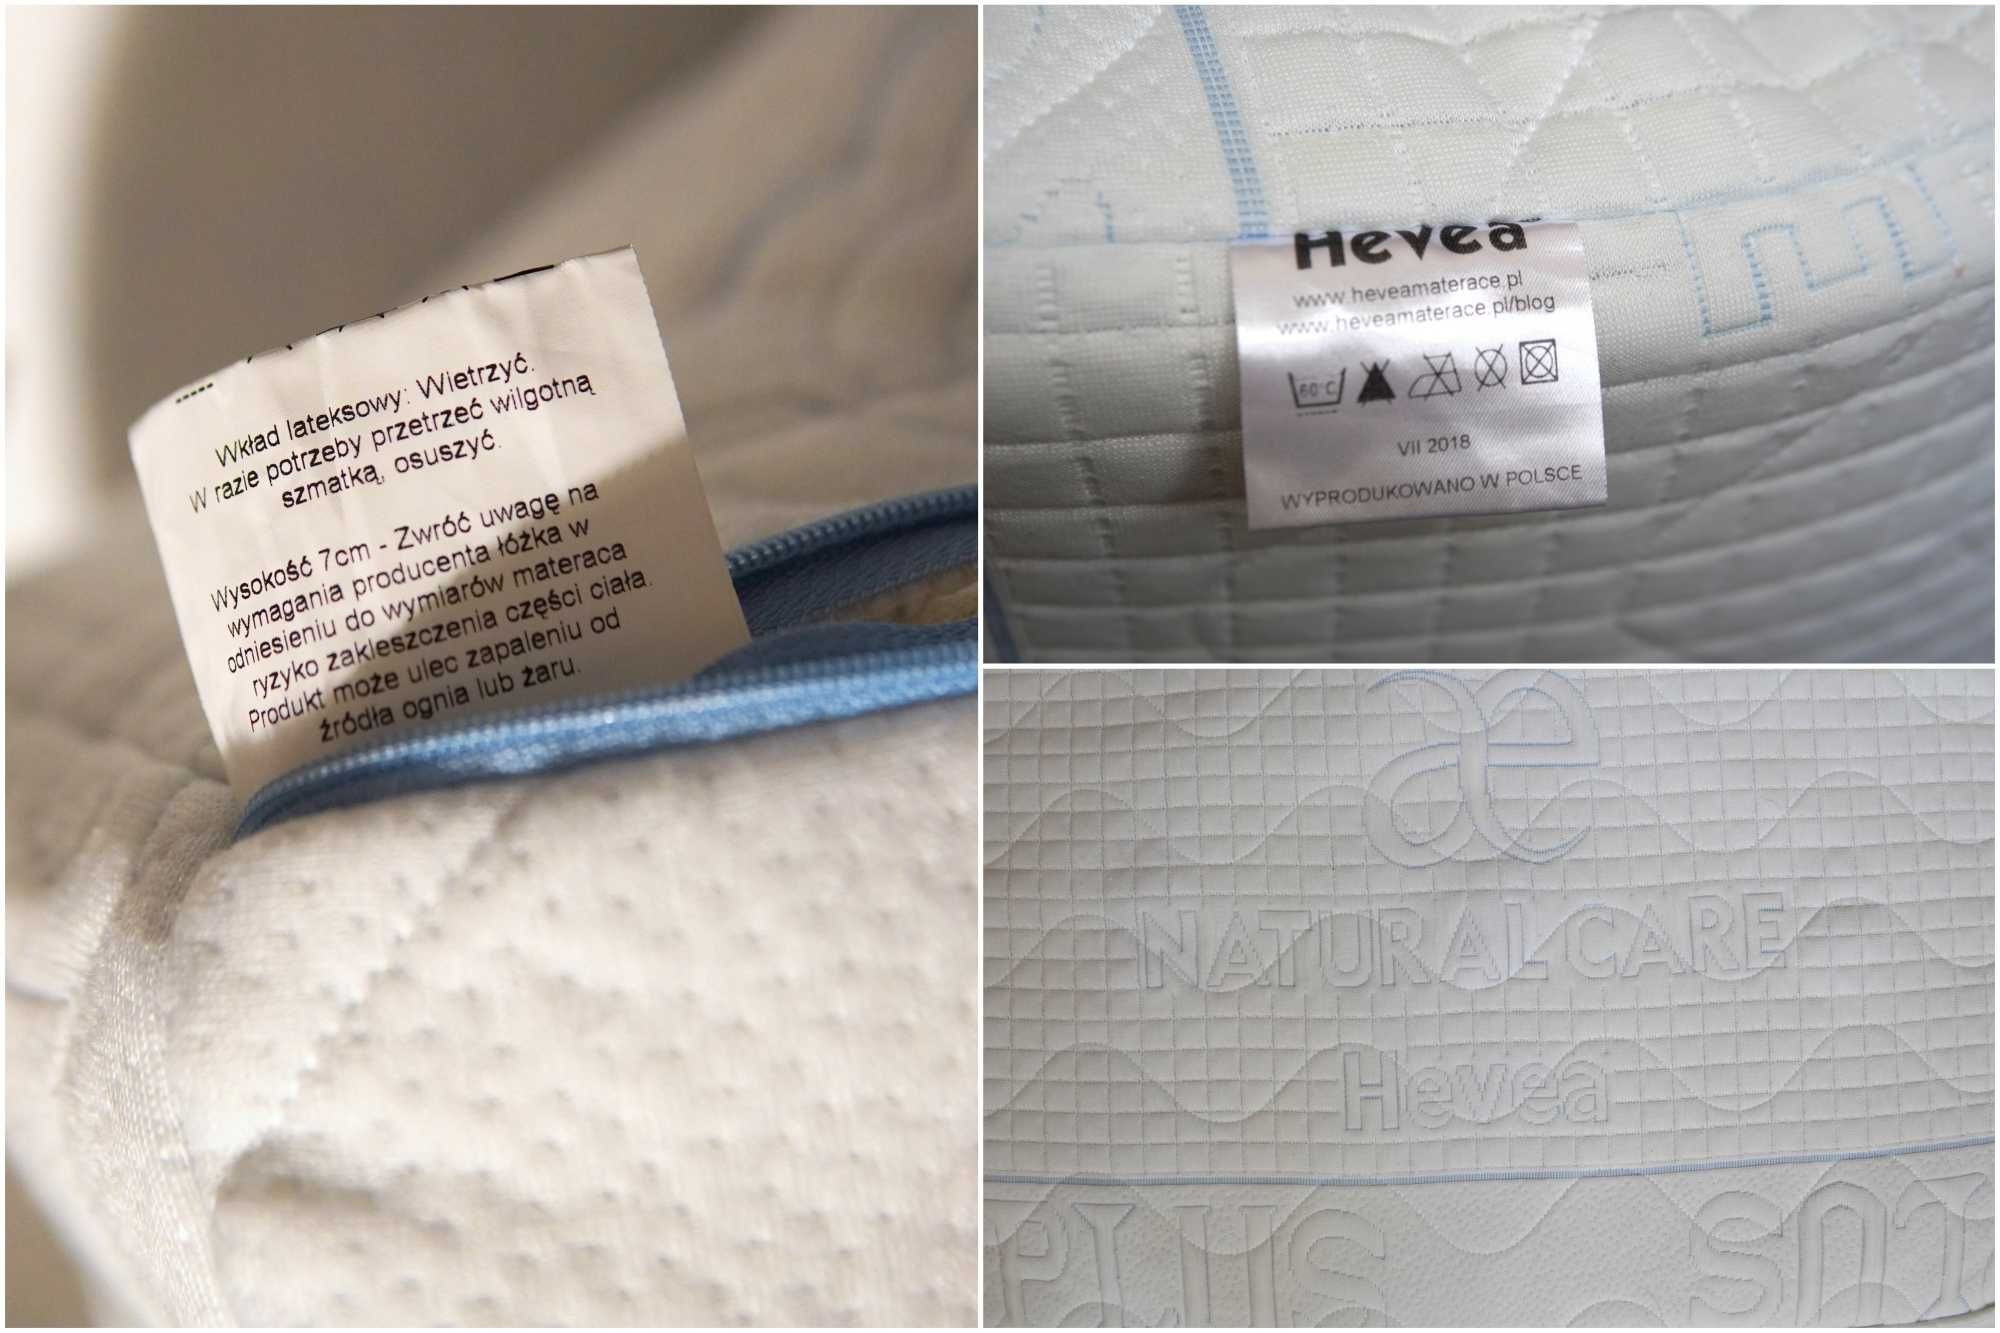 Wkład lateksowy: Wietrzyć.
W razie potrzeby przetrzeć wilgotną
szmatką, osuszyć.
Wysokość 7cm - Zwróć uwagę na
wymagania producenta łóżka w
odniesieniu do wymiarów materaca
ryzyko zakleszczenia części ciała.
Produkt może ulec zapaleniu od
źródła ognia lub żaru.
Hevea
www.heveamaterace.pl
www.heveamaterace.pl/blog
60°C
VII 2018
WYPRODUKOWANO W POLSCE
æ
NATURAL CARE
Hevea
PLUS